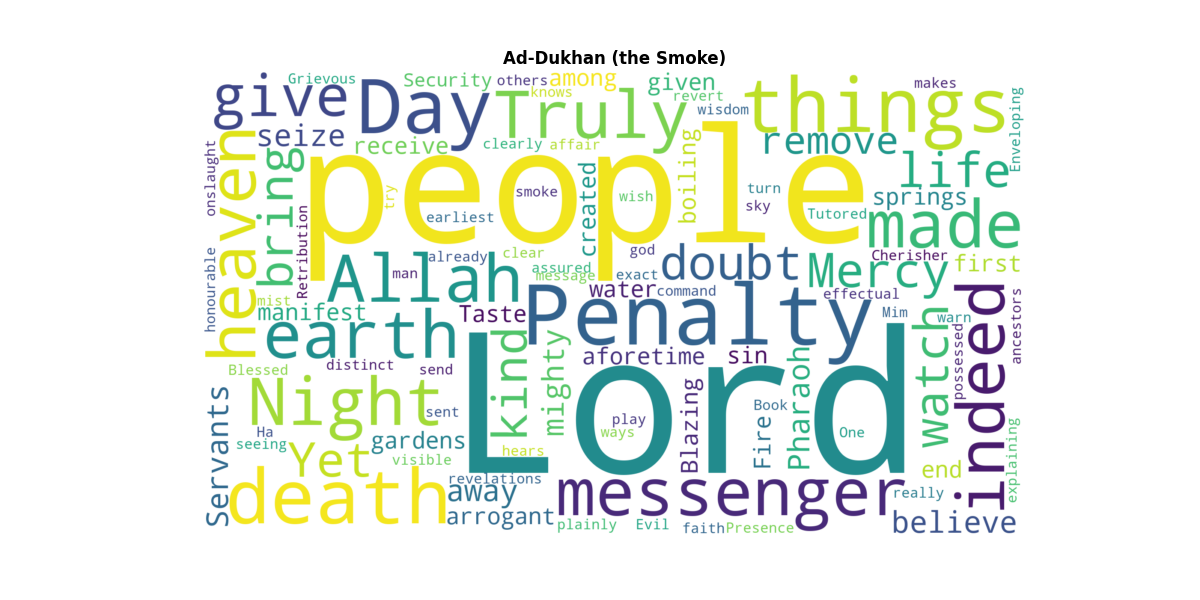 Ad-Dukhan (the Smoke)
Grievous
Security
others
among
given
makes
give
Day
Truly
knows
revert
wisdom
things
Enveloping
seize
receive
clearly
affair
boiling
remove
life
onslaught
heaven
bring
people
try
smoke
created
wish
turn
sky
Tutored
springs
made
earliest
Retribution
honourable
already
clear
god
doubt
Mercy
Cherisher
first
Allah
man
assured
message
exact
water
command
effectual
mist
manifest
Taste
Penalty
Mim
warn
ancestors
earth
indeed
watch
possessed
distinct
send
aforetime
sin
Blessed
Night
sent
Lord
kind
mighty
Pharaoh
Servants
Ha
seeing
gardens
play
ways
Blazing
Book
Fire
One
Yet
visible
hears
end
explaining
death
revelations
away
messenger
really
arrogant
plainly
Evil
faith
Presence
believe